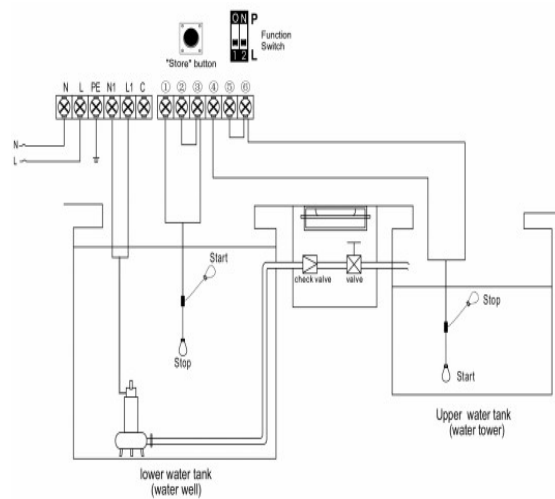 ON P
Function
Switch
1 2 L
"Store" button
N L PE N1 L1 C ① ② ③ ④ ⑤ ⑥
N
L
Start
Stop
check valve
valve
Stop
Start
Upper water tank
(water tower)
lower water tank
(water well)